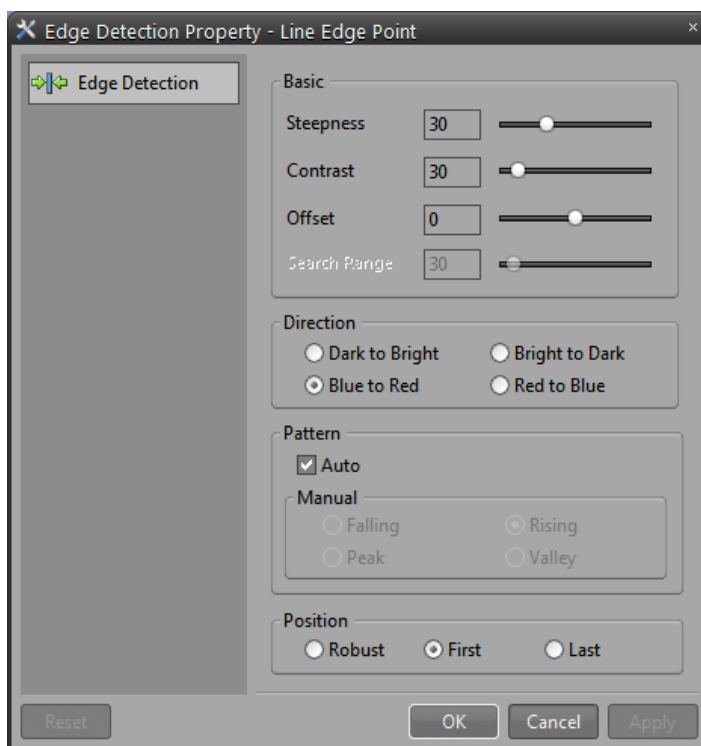 Edge Detection Property - Line Edge Point
Edge Detection
Basic
Steepness 30
Contrast 30
Offset 0
Search Range 30
Direction
Dark to Bright Bright to Dark
Blue to Red Red to Blue
Pattern
Auto
Manual
Falling Rising
Peak Valley
Position
Robust First Last
Reset OK Cancel Apply